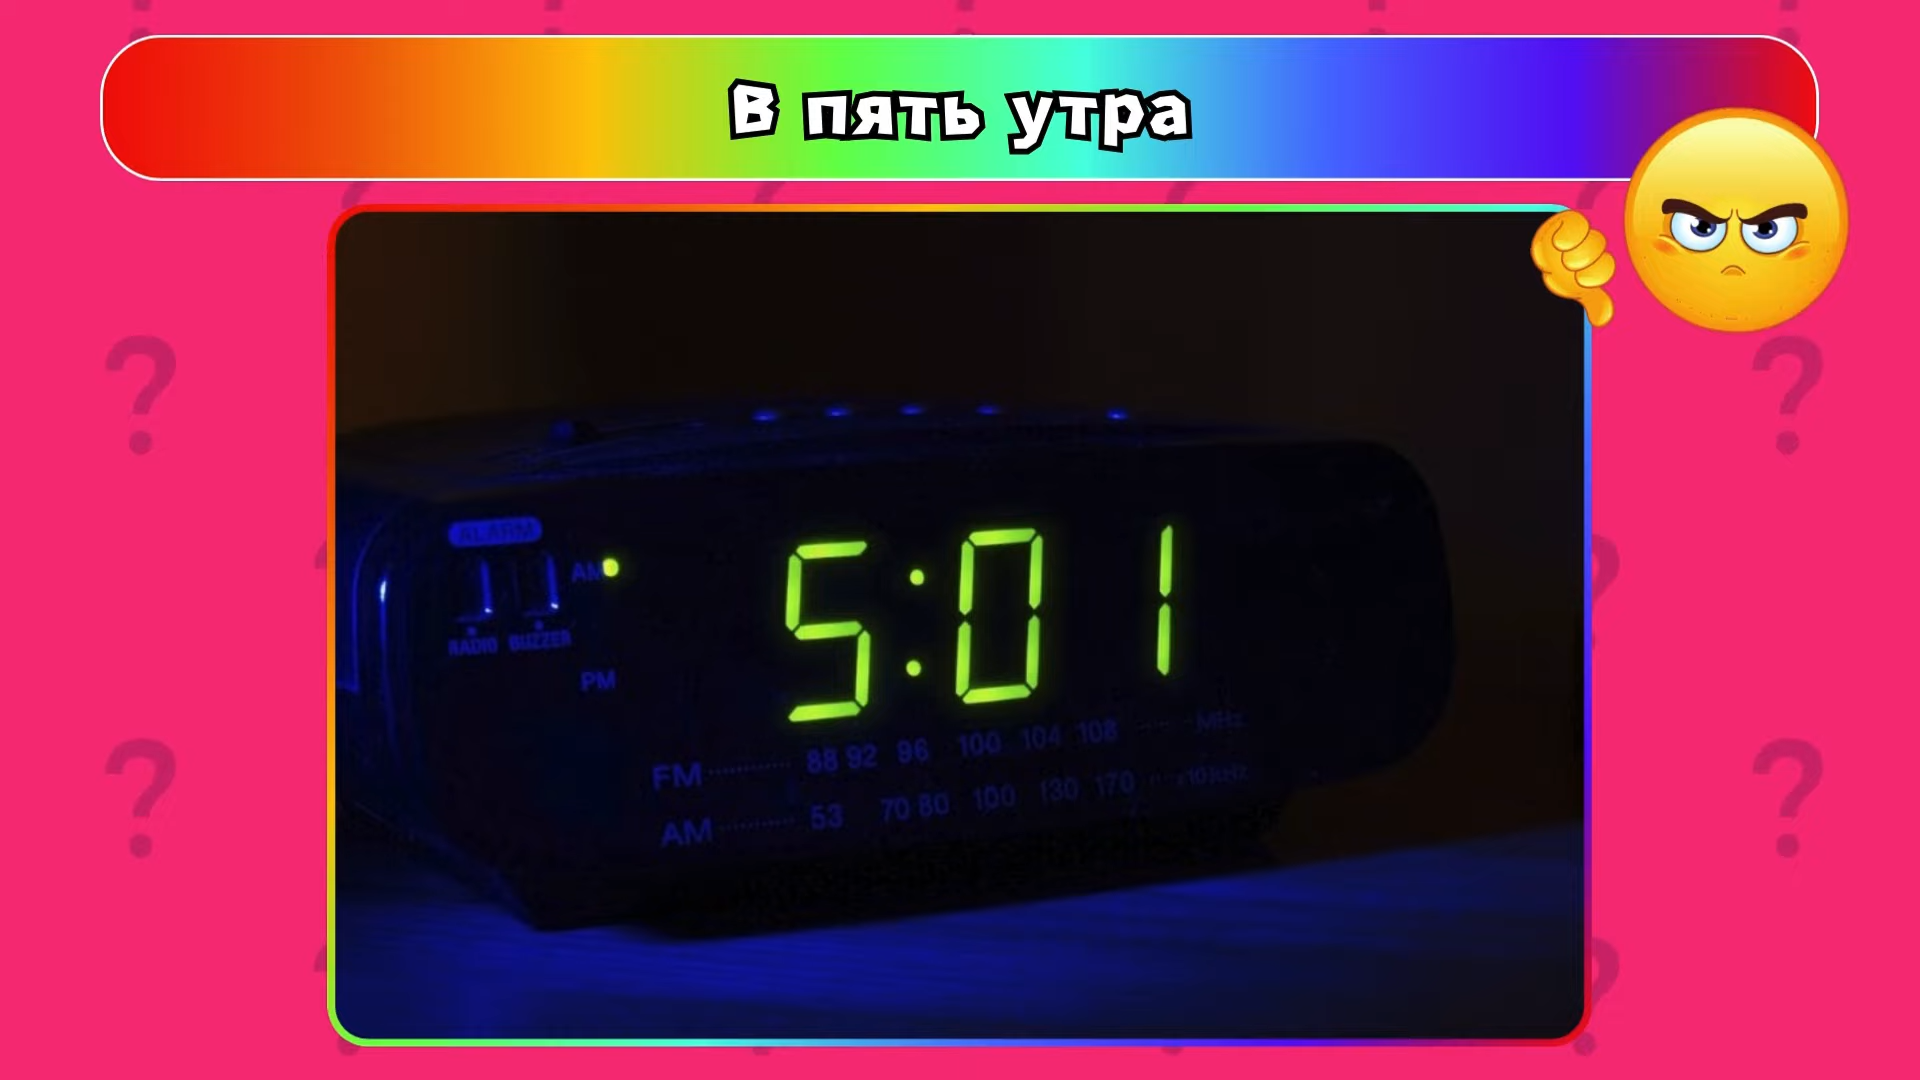 В пять утра
ALARM
AM
5:01
RADIO BUZZER
PM
FM 88 92 96 100 104 108 MHz
AM 53 70 80 100 130 170 x10KHz